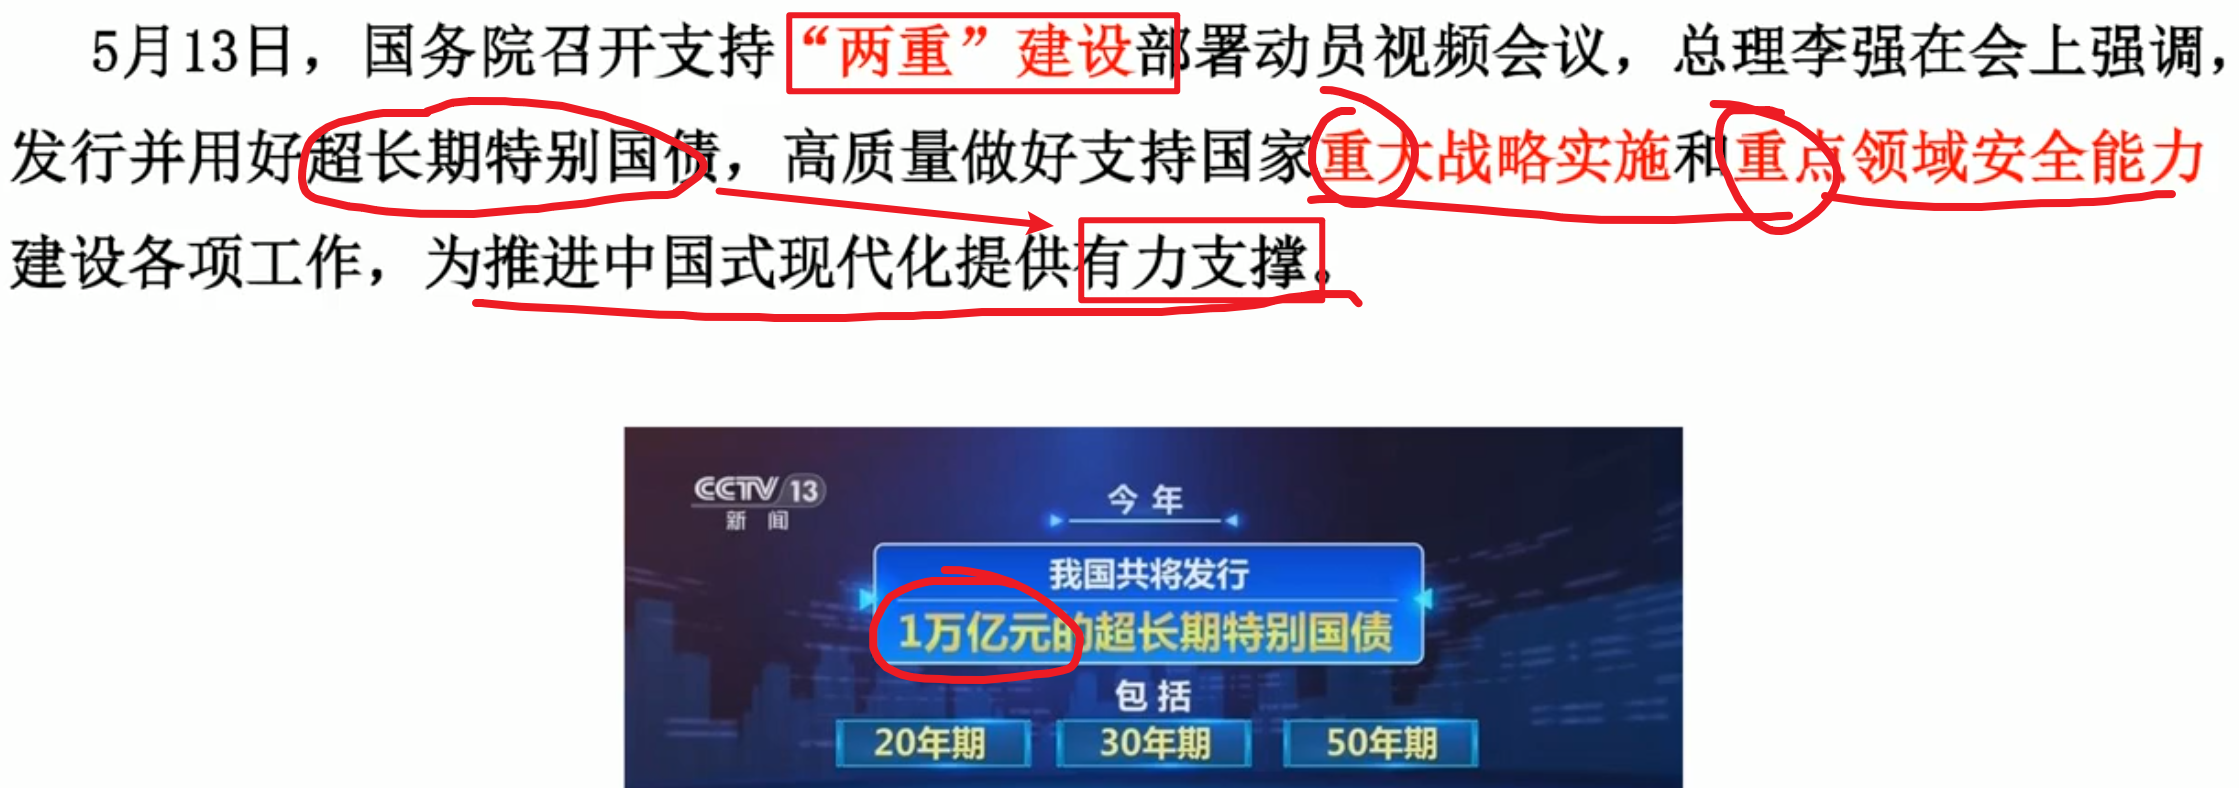 5月13日，国务院召开支持“两重”建设部署动员视频会议，总理李强在会上强调，
发行并用好超长期特别国债，高质量做好支持国家重大战略实施和重点领域安全能力
建设各项工作，为推进中国式现代化提供有力支撑。
CCTV 13
新闻
今年
我国共将发行
1万亿元的超长期特别国债
包括
20年期 30年期 50年期